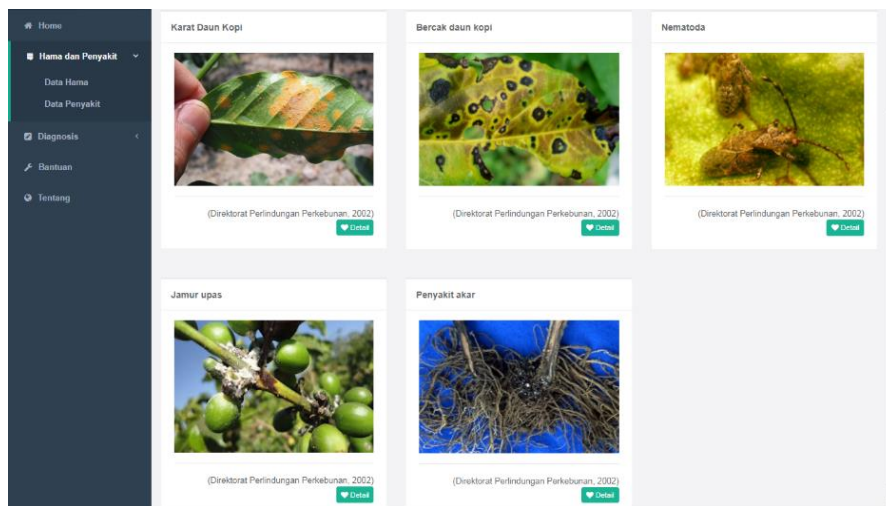 Home
Hama dan Penyakit
Data Hama
Data Penyakit
Diagnosis
Bantuan
Tentang
Karat Daun Kopi
(Direktorat Perlindungan Perkebunan, 2002)
Detail
Bercak daun kopi
(Direktorat Perlindungan Perkebunan, 2002)
Detail
Nematoda
(Direktorat Perlindungan Perkebunan, 2002)
Detail
Jamur upas
(Direktorat Perlindungan Perkebunan, 2002)
Detail
Penyakit akar
(Direktorat Perlindungan Perkebunan, 2002)
Detail